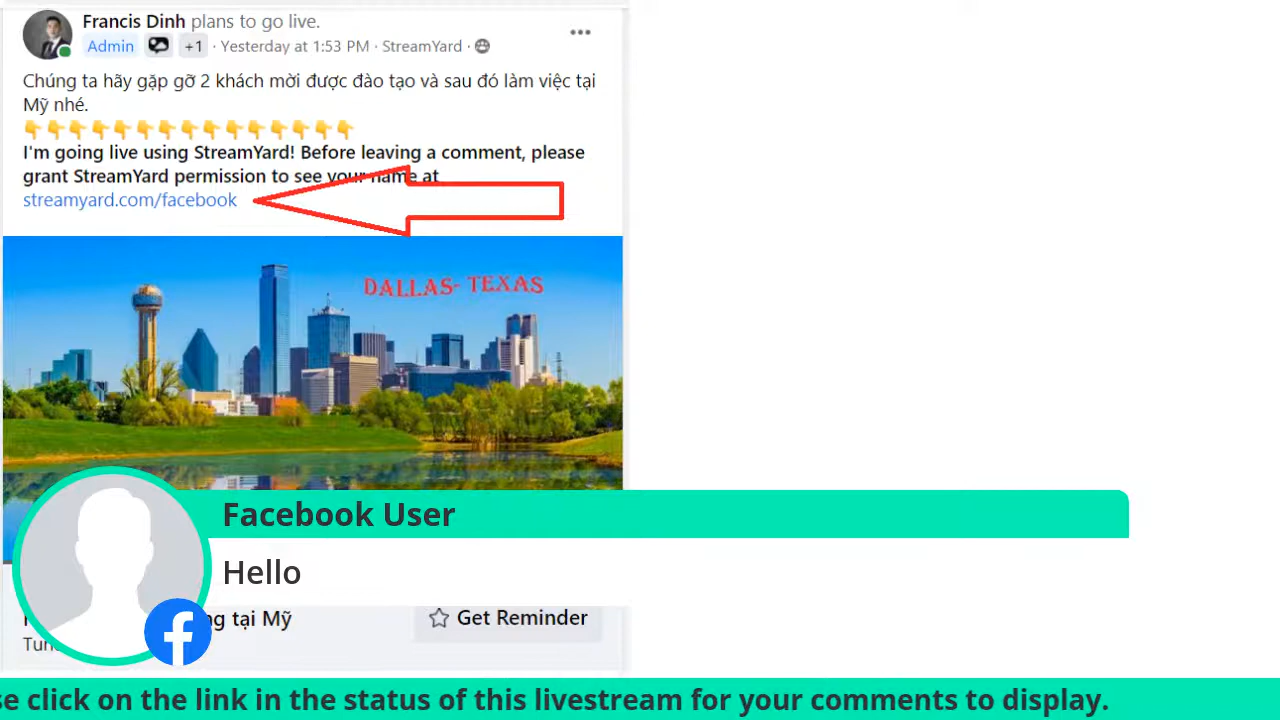 Francis Dinh plans to go live.
Admin +1 · Yesterday at 1:53 PM · StreamYard ·
Chúng ta hãy gặp gỡ 2 khách mời được đào tạo và sau đó làm việc tại
Mỹ nhé.
👇👇👇👇👇👇👇👇👇👇👇👇👇👇👇
I'm going live using StreamYard! Before leaving a comment, please
grant StreamYard permission to see your name at
streamyard.com/facebook
DALLAS- TEXAS
Facebook User
Hello
tại Mỹ
Get Reminder
click on the link in the status of this livestream for your comments to display.